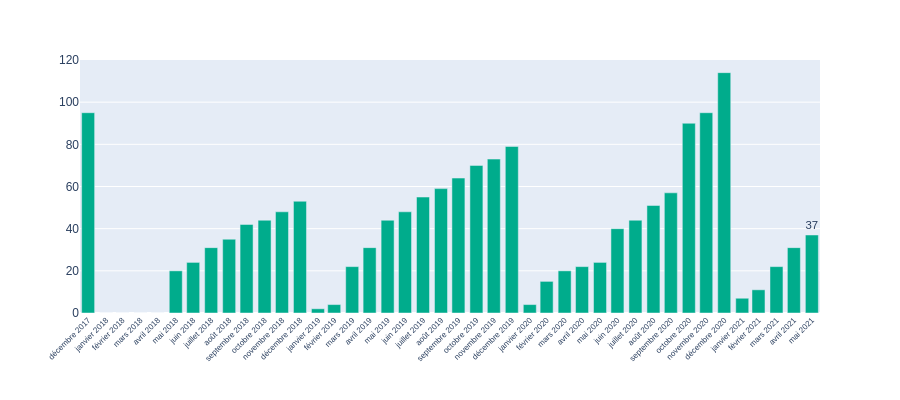 120
100
80
60
40
20
0
37
décembre 2017
janvier 2018
février 2018
mars 2018
avril 2018
mai 2018
juin 2018
juillet 2018
août 2018
septembre 2018
octobre 2018
novembre 2018
décembre 2018
janvier 2019
février 2019
mars 2019
avril 2019
mai 2019
juin 2019
juillet 2019
août 2019
septembre 2019
octobre 2019
novembre 2019
décembre 2019
janvier 2020
février 2020
mars 2020
avril 2020
mai 2020
juin 2020
juillet 2020
août 2020
septembre 2020
octobre 2020
novembre 2020
décembre 2020
janvier 2021
février 2021
mars 2021
avril 2021
mai 2021